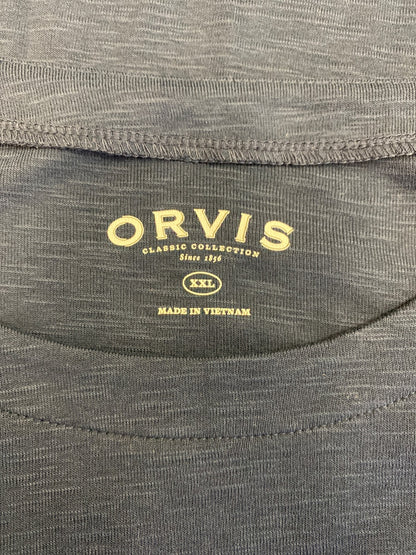 ORVIS
CLASSIC COLLECTION
Since 1856
XXL
MADE IN VIETNAM